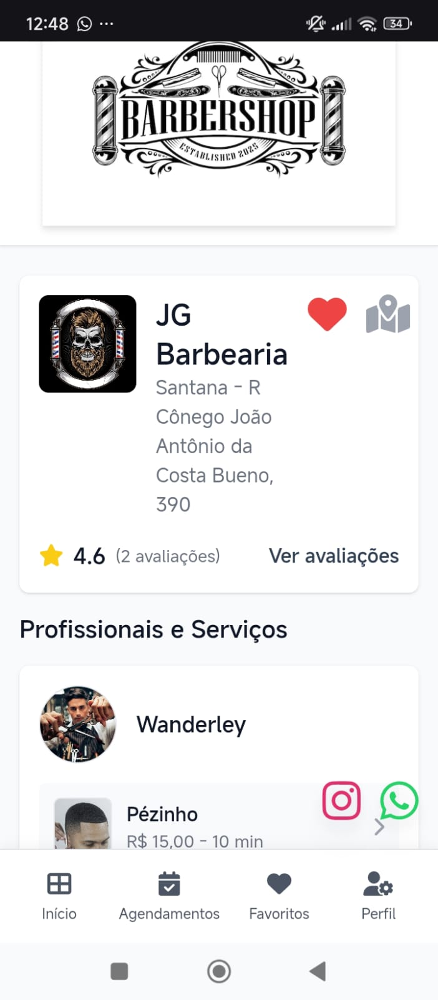 12:48
34
BARBERSHOP
ESTABLISHED 2025
JG
Barbearia
Santana - R
Cônego João
Antônio da
Costa Bueno,
390
4.6 (2 avaliações) Ver avaliações
Profissionais e Serviços
Wanderley
Pézinho
R$ 15,00 - 10 min
Início Agendamentos Favoritos Perfil